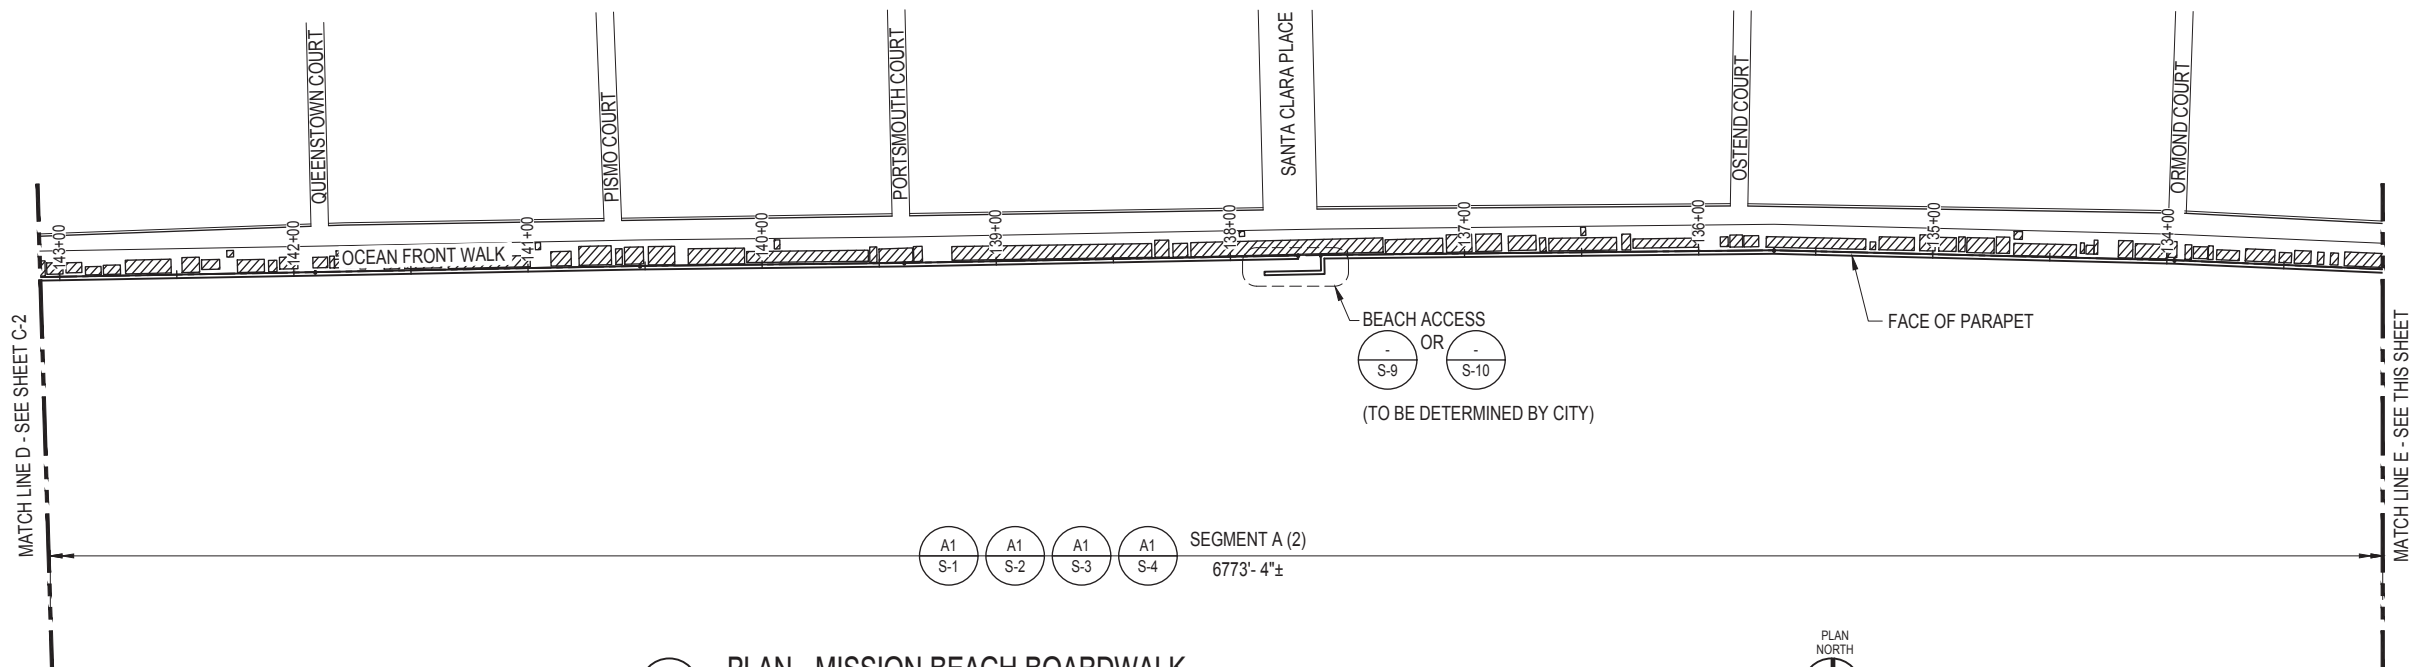 QUEENSTOWN COURT
PISMO COURT
PORTSMOUTH COURT
SANTA CLARA PLACE
OSTEND COURT
ORMOND COURT
143+00
142+00
141+00
140+00
139+00
138+00
137+00
136+00
135+00
134+00
OCEAN FRONT WALK
BEACH ACCESS
OR
-
S-9
-
S-10
(TO BE DETERMINED BY CITY)
FACE OF PARAPET
MATCH LINE D - SEE SHEET C-2
MATCH LINE E - SEE THIS SHEET
A1
S-1
A1
S-2
A1
S-3
A1
S-4
SEGMENT A (2)
6773'- 4"±
PLAN - MISSION BEACH BOARDWALK
PLAN
NORTH